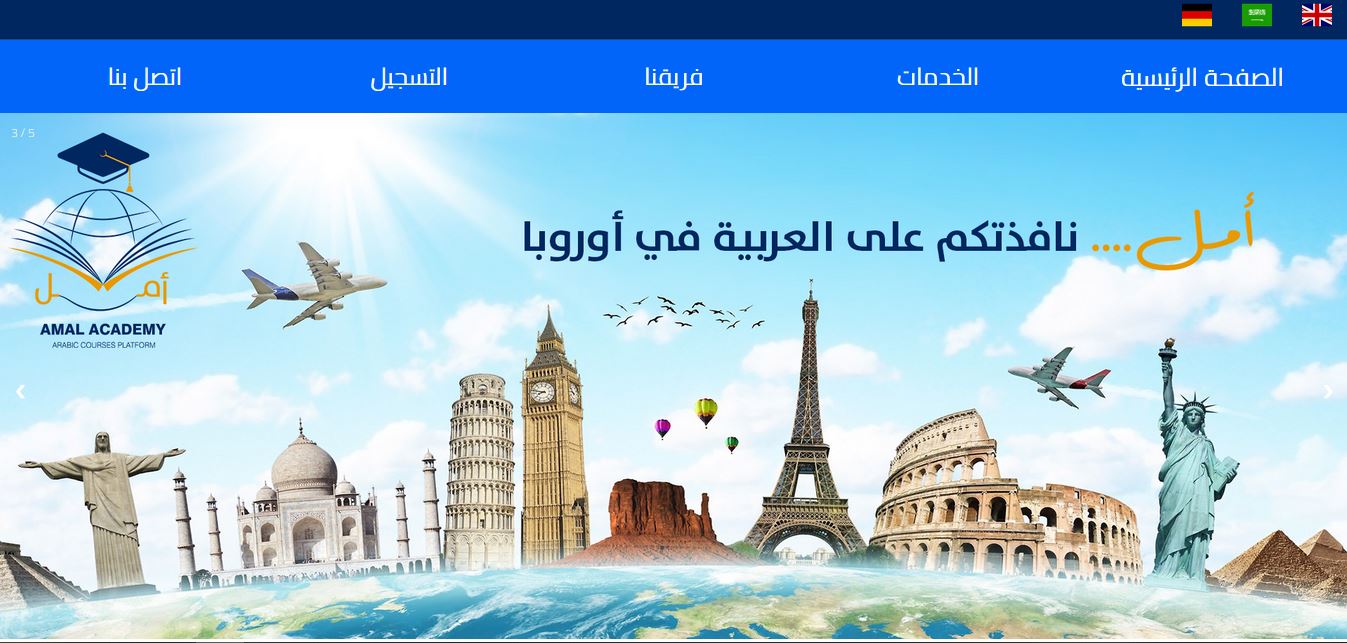 الصفحة الرئيسية
الخدمات
فريقنا
التسجيل
اتصل بنا
3 / 5
أمل.... نافذتكم على العربية في أوروبا
أمل
AMAL ACADEMY
ARABIC COURSES PLATFORM